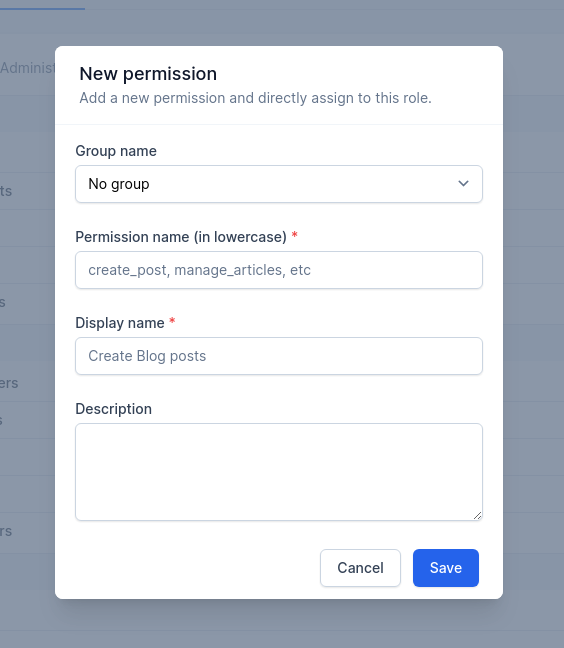 New permission
Add a new permission and directly assign to this role.
Administ
Group name
No group
ts
Permission name (in lowercase) *
create_post, manage_articles, etc
s
Display name *
Create Blog posts
ers
Description
s
rs
Cancel
Save